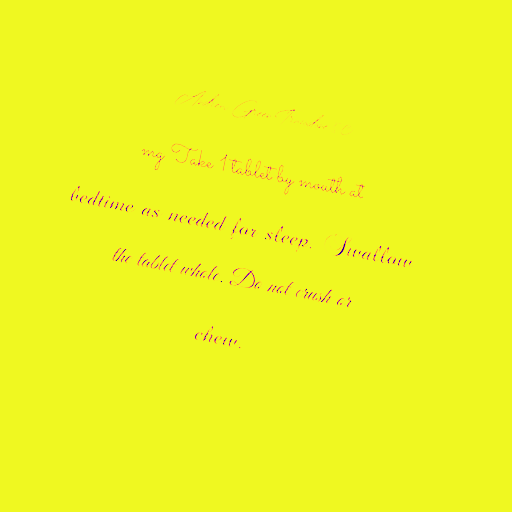 mg Take 1 tablet by mouth at
bedtime as needed for sleep. Swallow
the tablet whole. Do not crush or
chew.